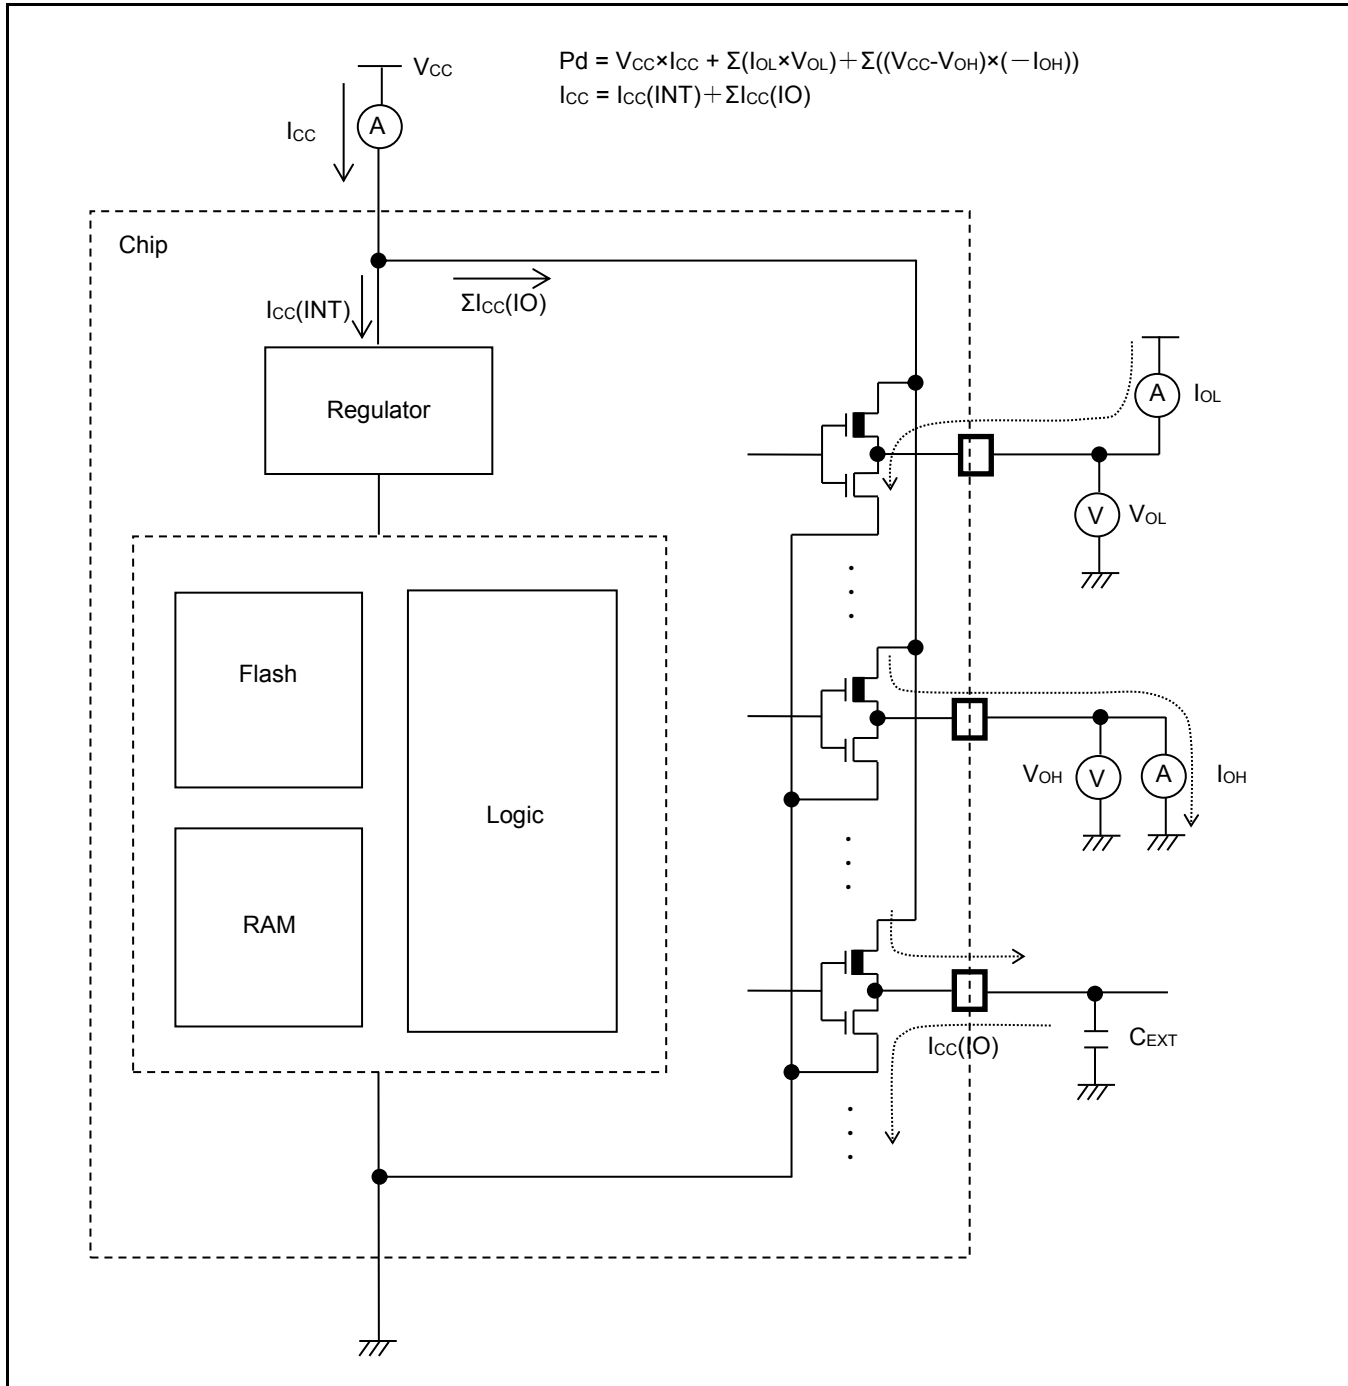 Pd = VCC×ICC + Σ(IOL×VOL)+Σ((VCC-VOH)×(－IOH))
ICC = ICC(INT)+ΣICC(IO)
VCC
A
ICC
Chip
ICC(INT)
ΣICC(IO)
Regulator
A
IOL
V
VOL
Flash
Logic
RAM
VOH
V
A
IOH
ICC(IO)
CEXT